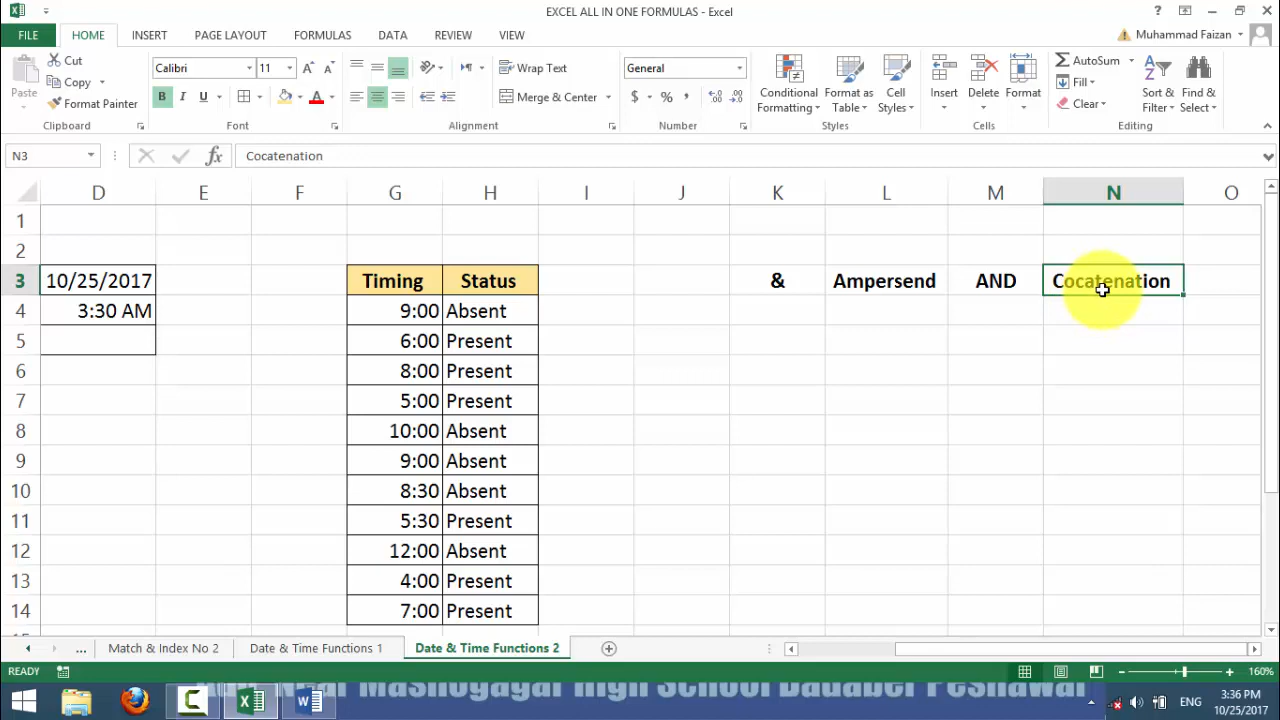 EXCEL ALL IN ONE FORMULAS - Excel
FILE HOME INSERT PAGE LAYOUT FORMULAS DATA REVIEW VIEW Muhammad Faizan
Paste Cut Copy Format Painter Clipboard
Calibri 11 B I U A Font
Wrap Text Merge & Center Alignment
General $ % , Number
Conditional Formatting Format as Table Cell Styles Styles
Insert Delete Format Cells
AutoSum Fill Clear Sort & Filter Find & Select Editing
N3 fx Cocatenation
D E F G H I J K L M N O
1
2
3 10/25/2017 Timing Status & Ampersend AND Cocatenation
4 3:30 AM 9:00 Absent
5 6:00 Present
6 8:00 Present
7 5:00 Present
8 10:00 Absent
9 9:00 Absent
10 8:30 Absent
11 5:30 Present
12 12:00 Absent
13 4:00 Present
14 7:00 Present
... Match & Index No 2 Date & Time Functions 1 Date & Time Functions 2
READY 160%
High School Badaber Peshawar
ENG 3:36 PM
10/25/2017